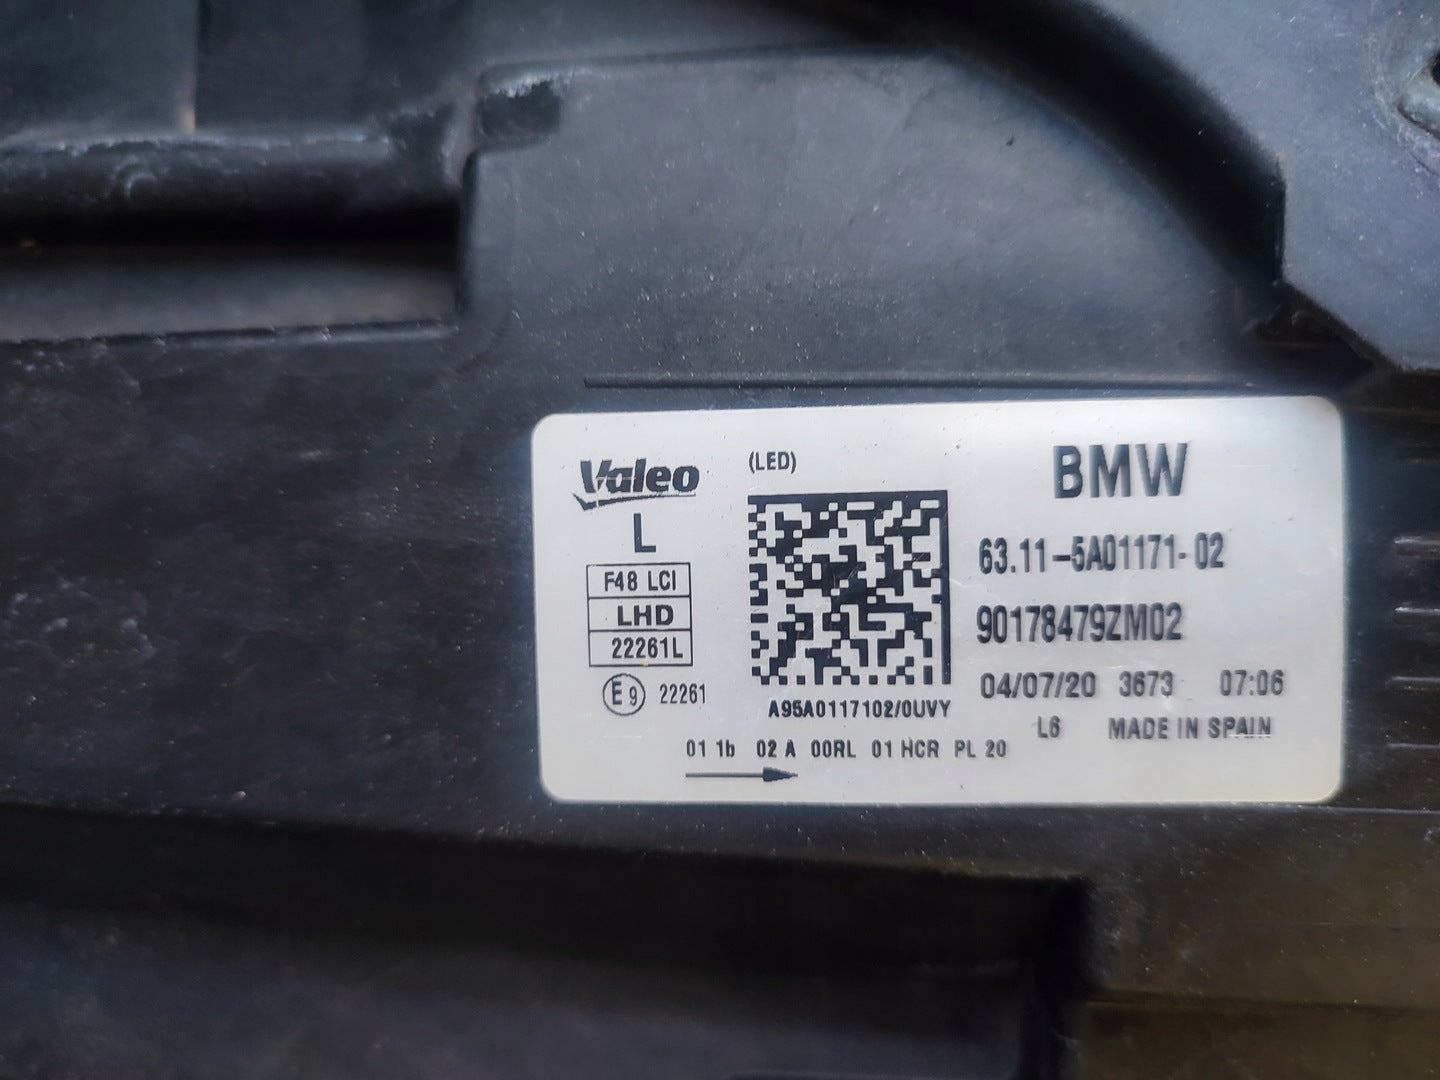 Valeo
(LED)
BMW
L
63.11-5A01171-02
F48 LCI
LHD
90178479ZM02
22261L
04/07/20 3673 07:06
E9 22261
A95A0117102/0UVY
L6 MADE IN SPAIN
01 1b 02 A 00RL 01 HCR PL 20